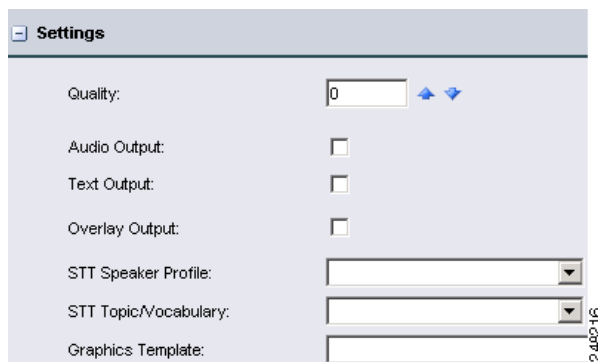 Settings
Quality: 0
Audio Output:
Text Output:
Overlay Output:
STT Speaker Profile:
STT Topic/Vocabulary:
Graphics Template:
248216